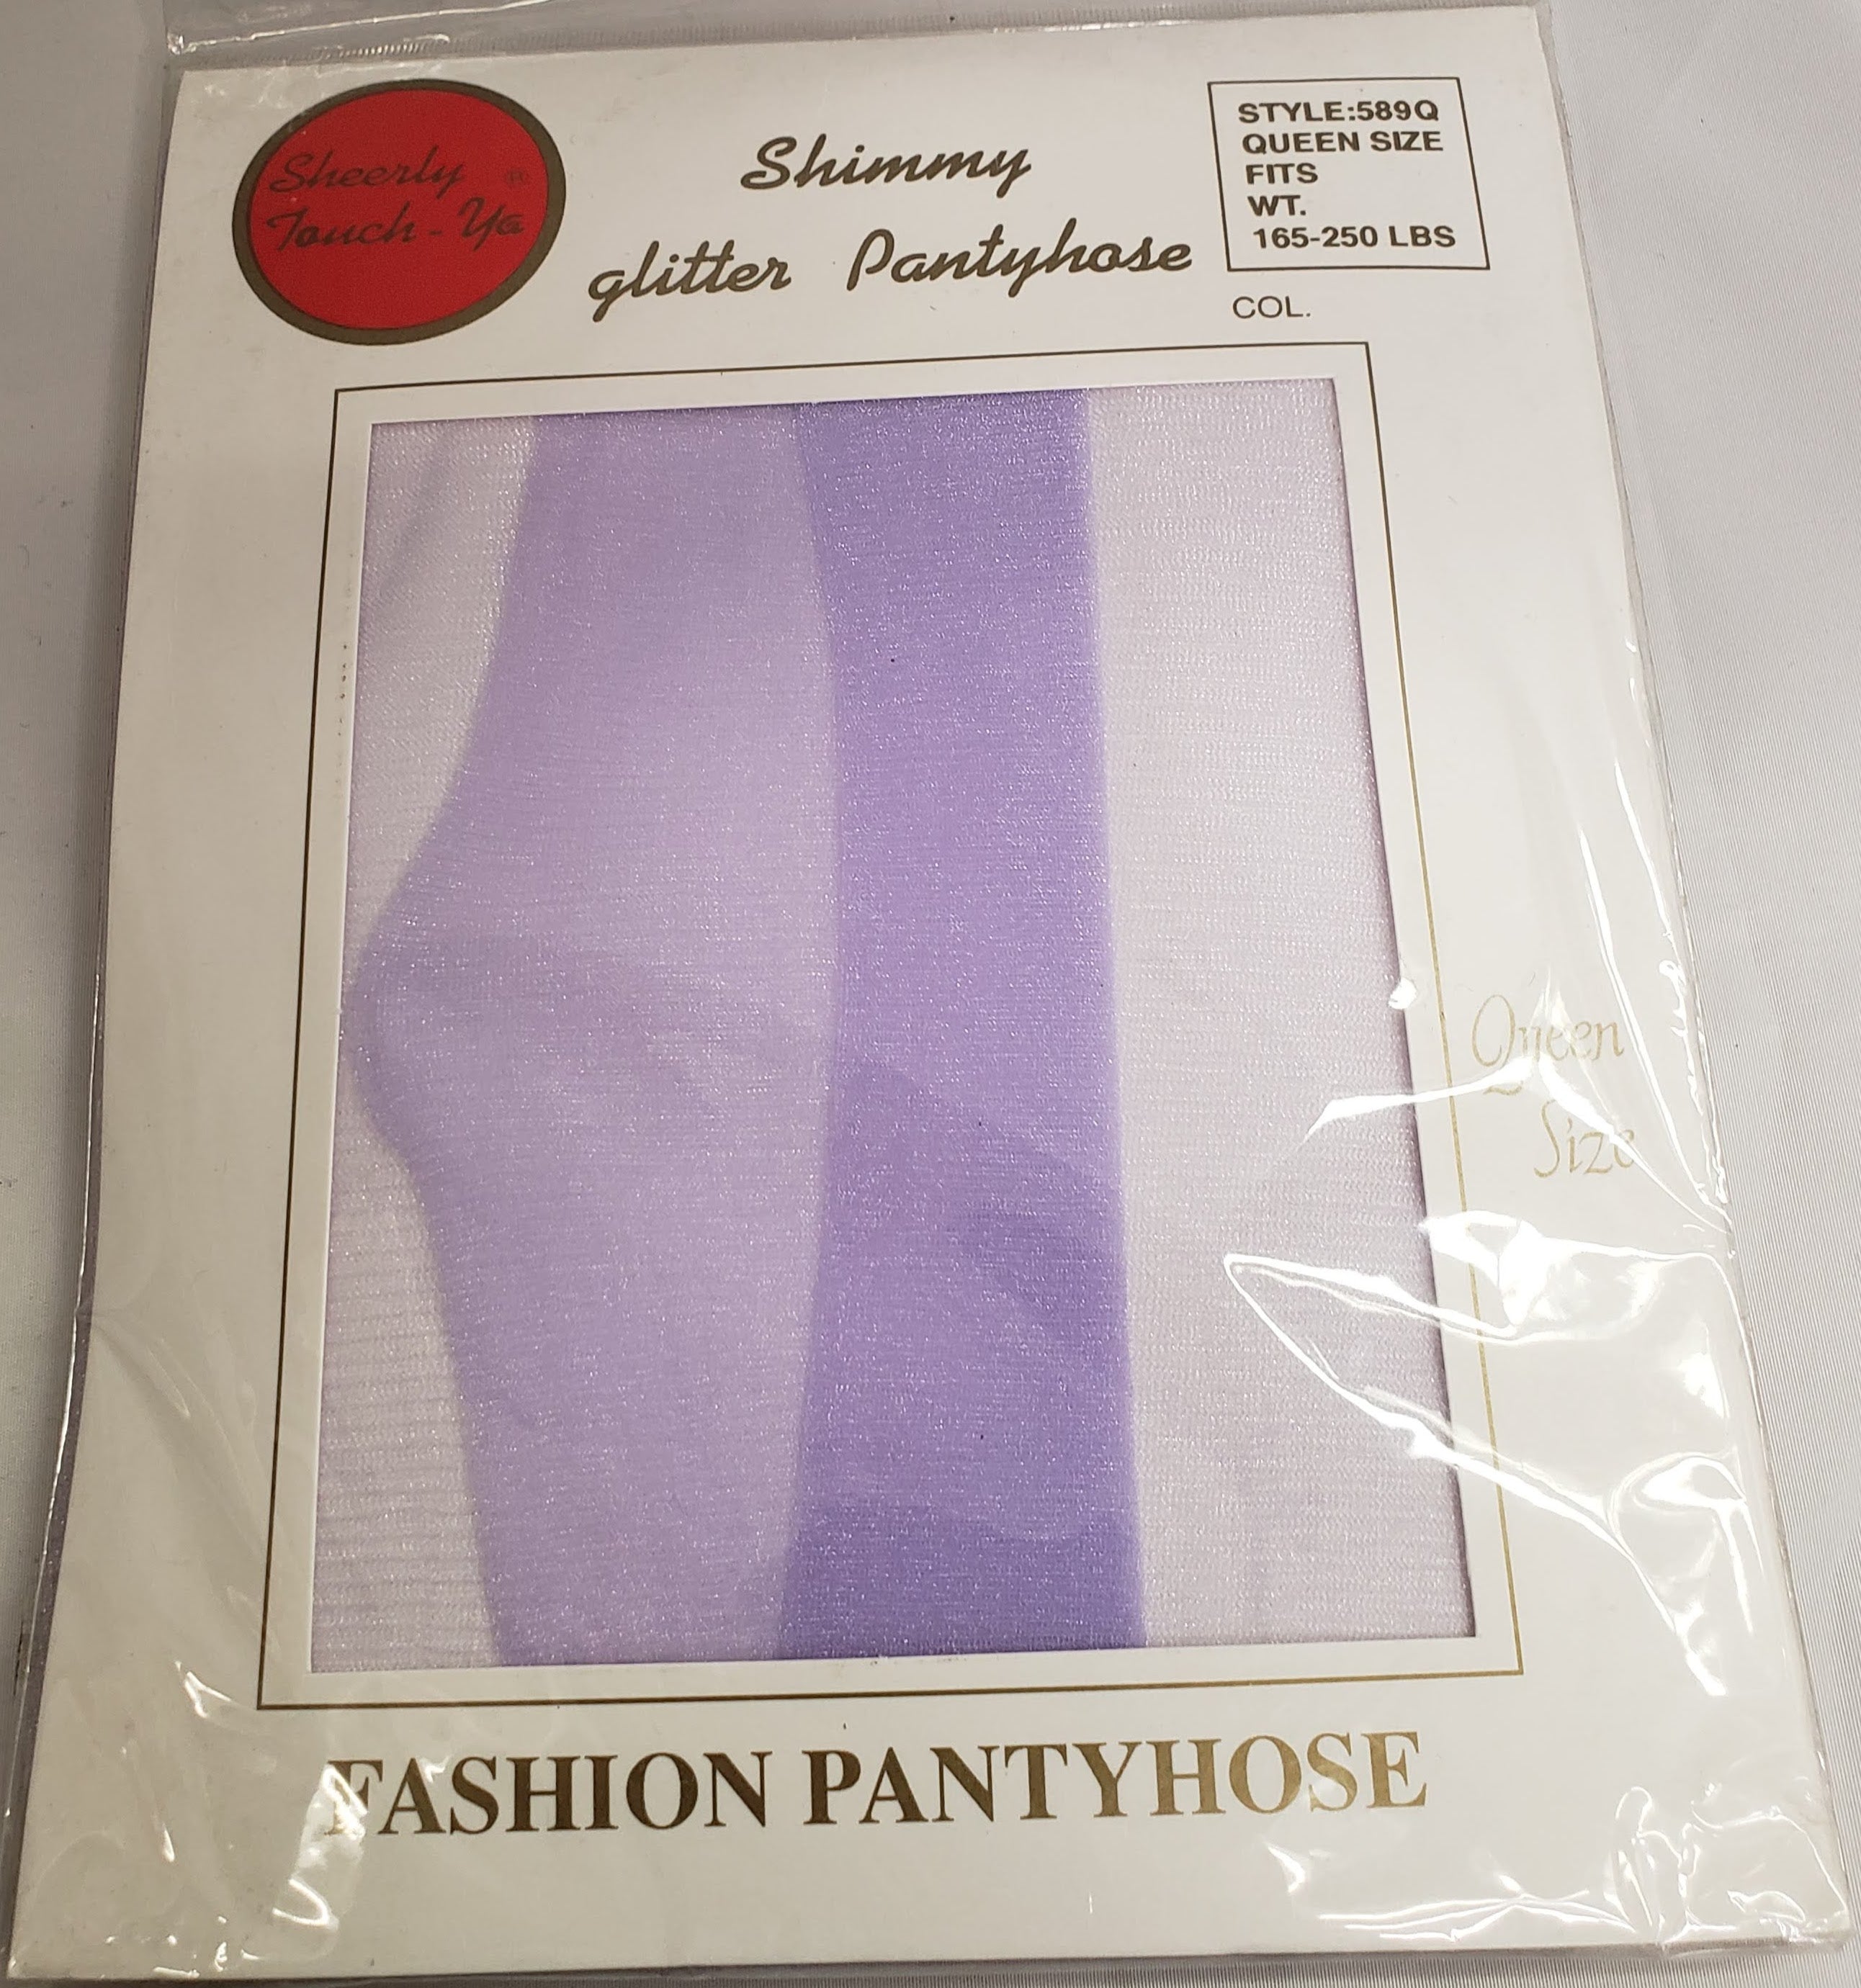 Sheerly ®
Touch-Ya
Shimmy
glitter Pantyhose
STYLE:589Q
QUEEN SIZE
FITS
WT.
165-250 LBS
COL.
Queen
Size
FASHION PANTYHOSE